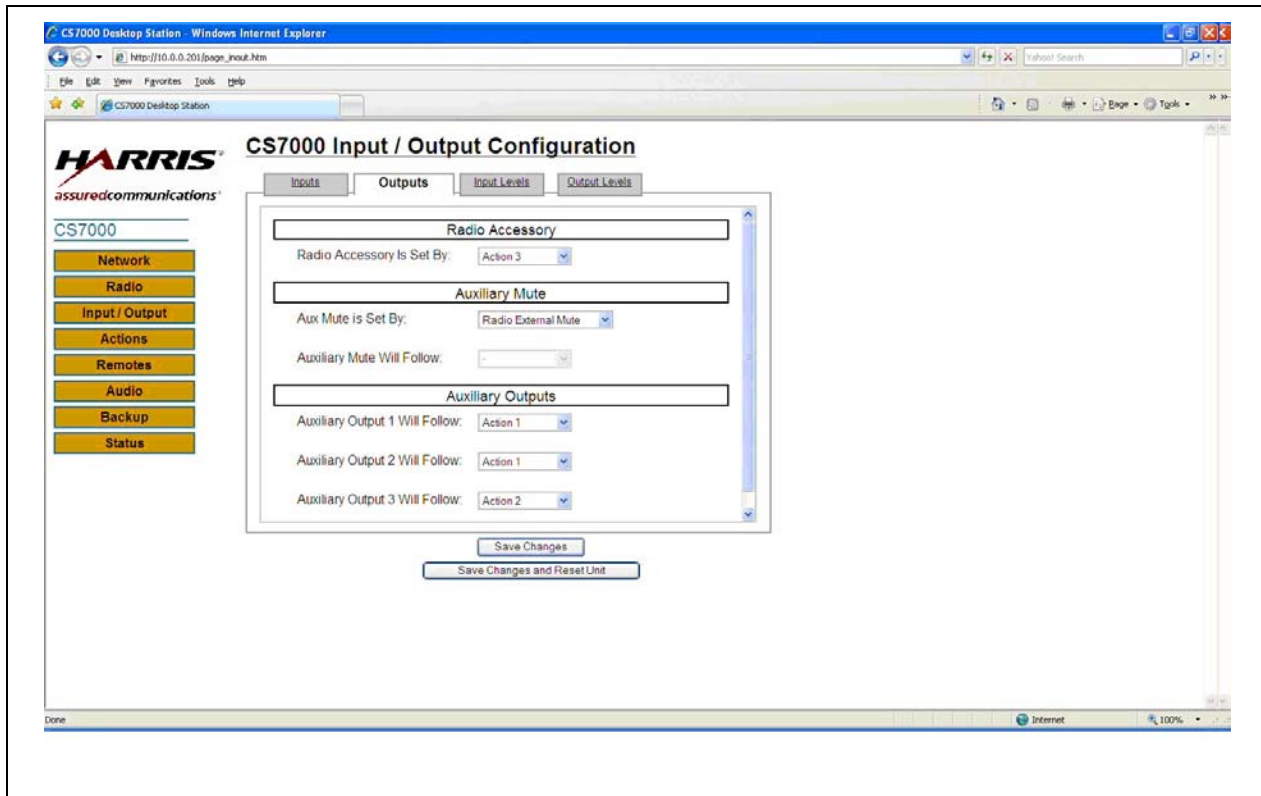 CS7000 Desktop Station - Windows Internet Explorer
http://10.0.0.201/page_inout.htm
Yahoo! Search
File Edit View Favorites Tools Help
CS7000 Desktop Station
Page
Tools
HARRIS
assuredcommunications
CS7000
Network
Radio
Input / Output
Actions
Remotes
Audio
Backup
Status
CS7000 Input / Output Configuration
Inputs Outputs Input Levels Output Levels
Radio Accessory
Radio Accessory Is Set By: Action 3
Auxiliary Mute
Aux Mute is Set By: Radio External Mute
Auxiliary Mute Will Follow: -
Auxiliary Outputs
Auxiliary Output 1 Will Follow: Action 1
Auxiliary Output 2 Will Follow: Action 1
Auxiliary Output 3 Will Follow: Action 2
Save Changes
Save Changes and Reset Unit
Done
Internet
100%